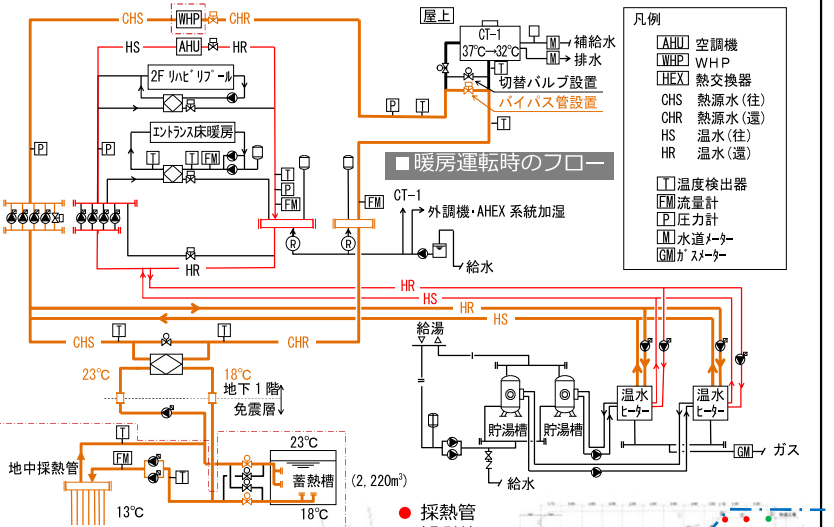 CHS
WHP
CHR
HS
AHU
HR
2F リハビリプール
エントランス床暖房
T
T
FM
P
P
T
P
FM
HR
R
R
FM
屋上
CT-1
37℃→32℃
M
補給水
M
排水
T
切替バルブ設置
バイパス管設置
P
T
T
■暖房運転時のフロー
CT-1
外調機・AHEX 系統加湿
給水
凡例
AHU 空調機
WHP WHP
HEX 熱交換器
CHS 熱源水(往)
CHR 熱源水(還)
HS 温水(往)
HR 温水(還)
T 温度検出器
FM 流量計
P 圧力計
M 水道メーター
GM ガスメーター
HR
HS
HR
HS
T
T
CHS
CHR
23℃
18℃
地下1階
免震層
給湯
貯湯槽
貯湯槽
温水
ヒーター
温水
ヒーター
GM
ガス
給水
T
FM
T
地中採熱管
13℃
23℃
蓄熱槽
(2,200m³)
18℃
● 採熱管